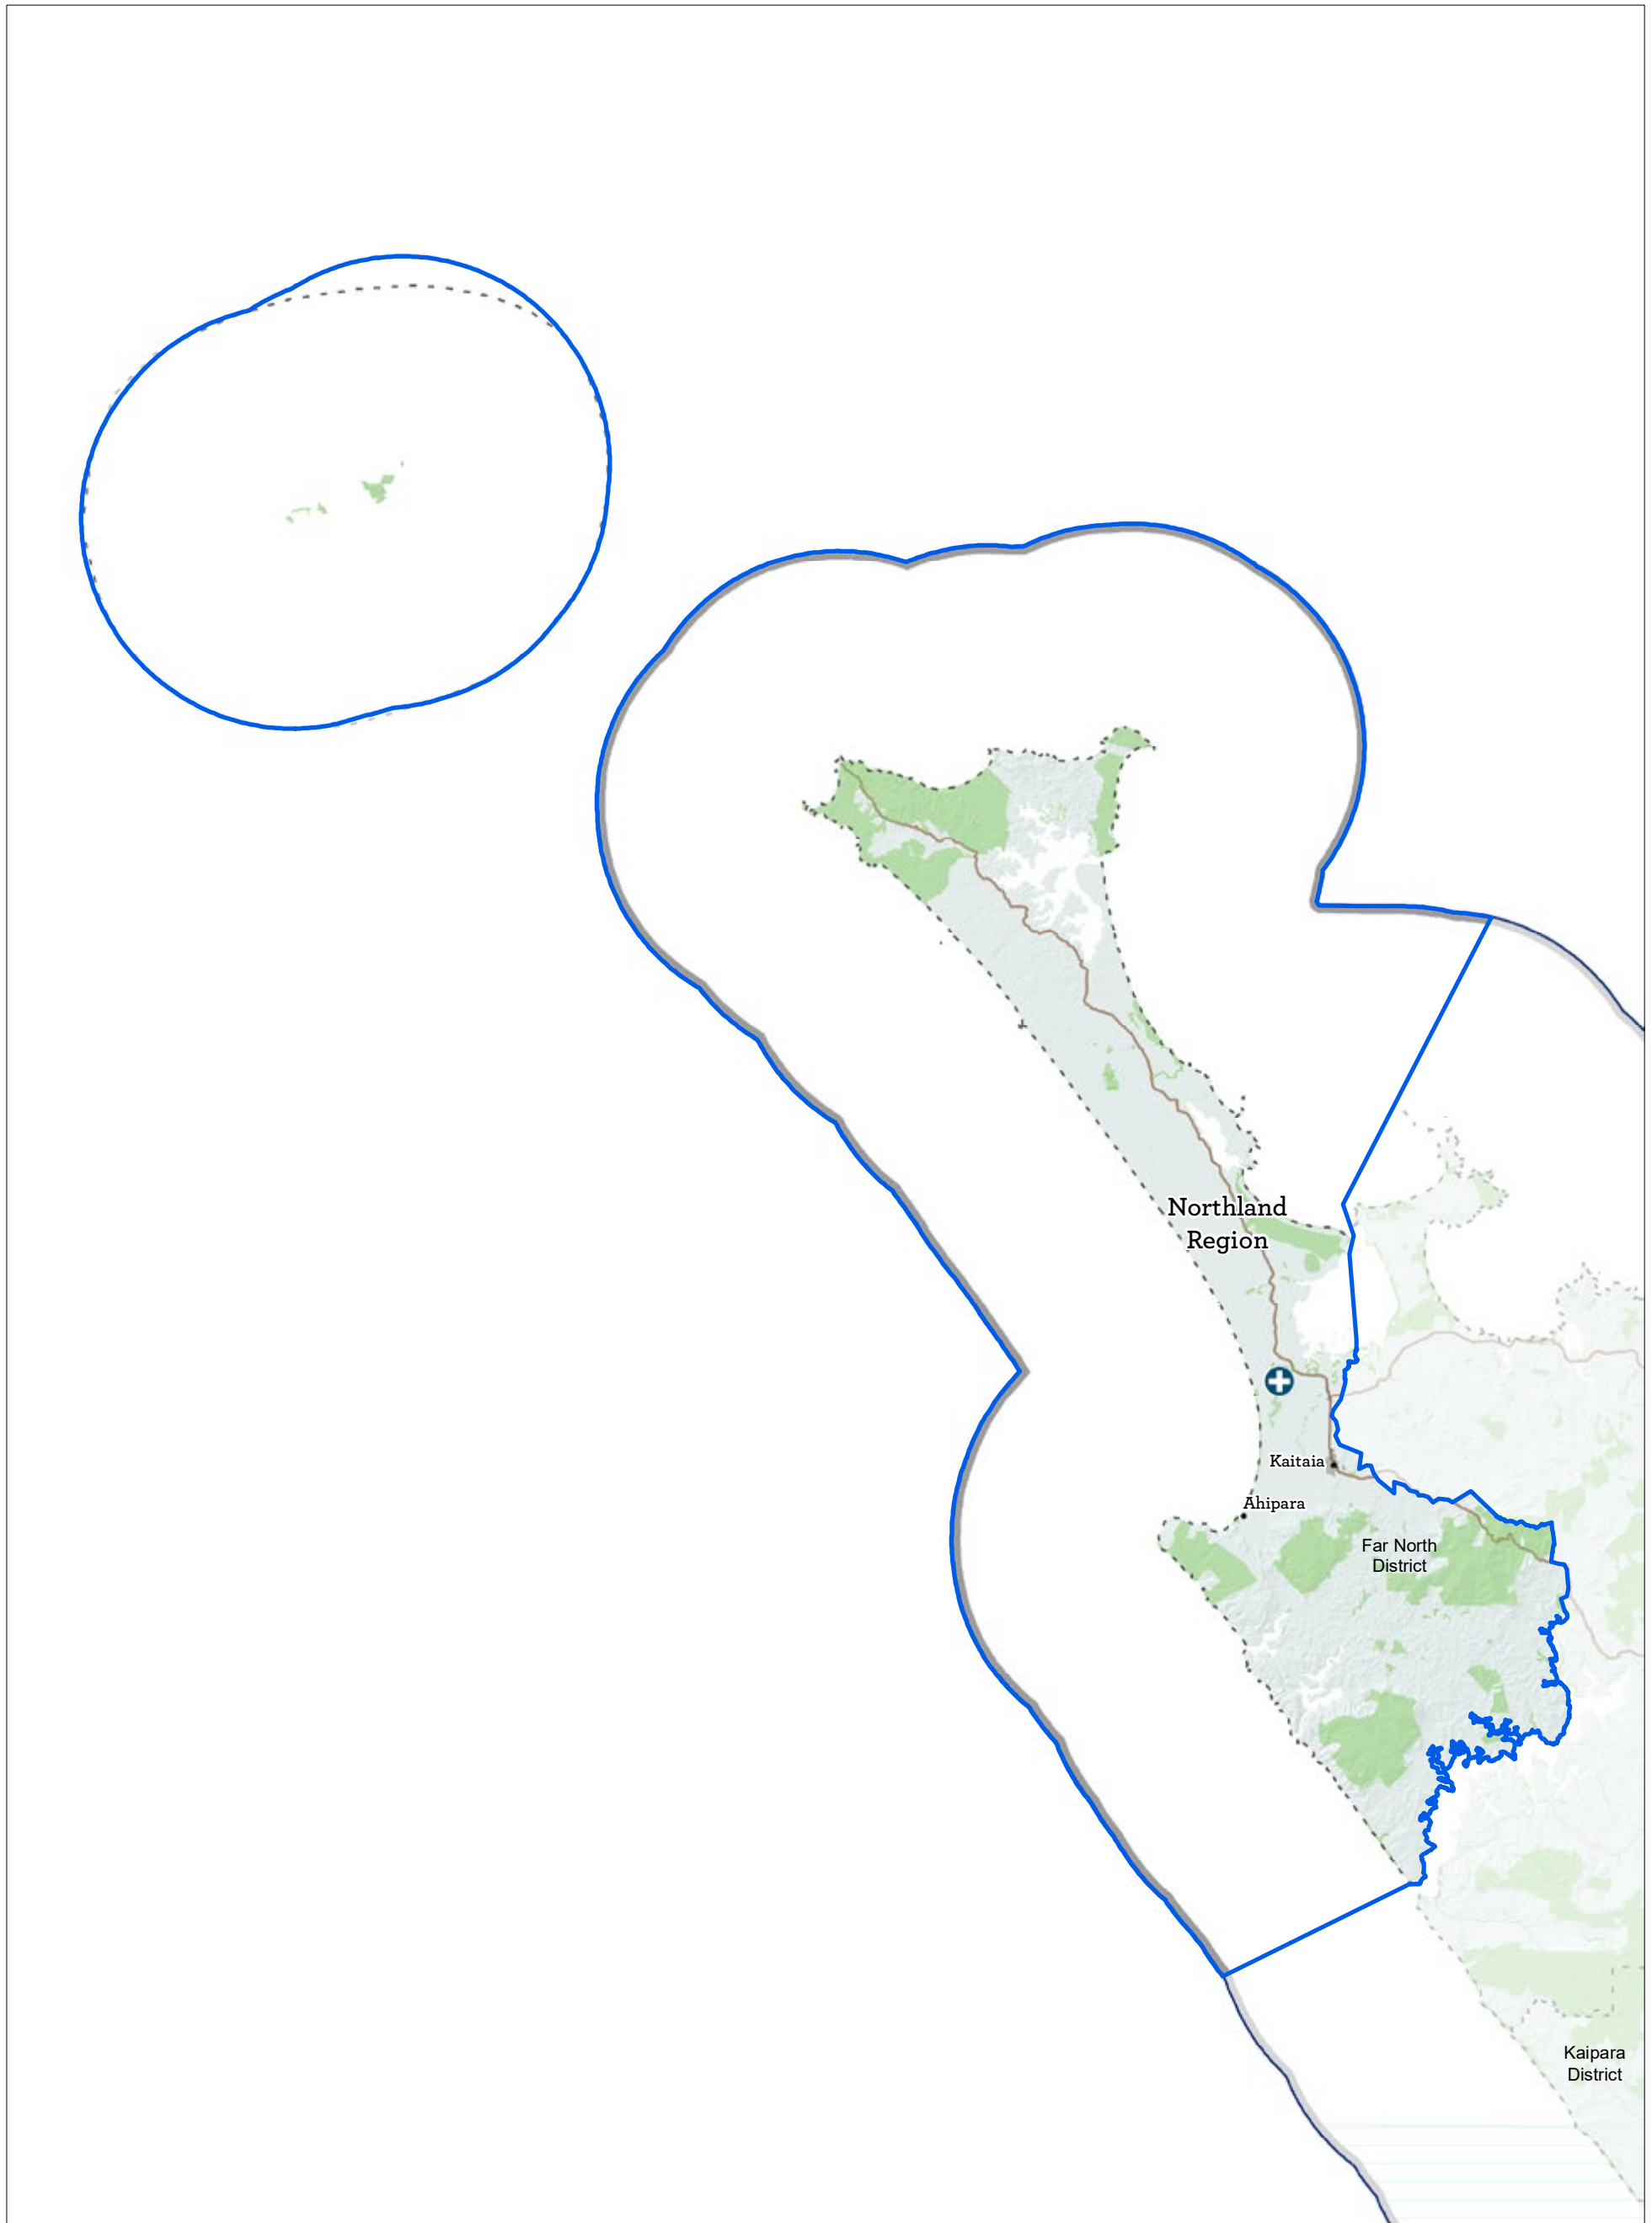 Northland
Region
Kaitaia
Ahipara
Far North
District
Kaipara
District